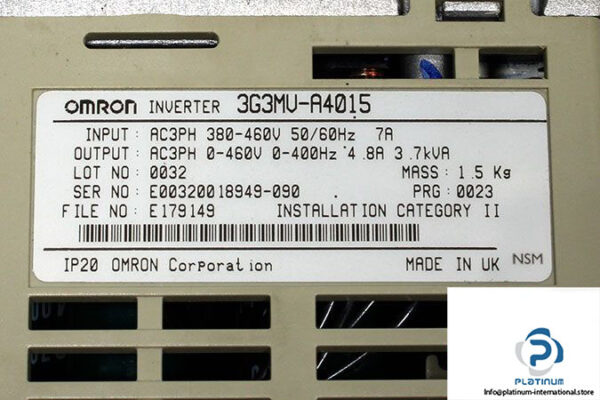 OMRON INVERTER 3G3MV-A4015
INPUT : AC3PH 380-460V 50/60Hz 7A
OUTPUT : AC3PH 0-460V 0-400Hz 4.8A 3.7kVA
LOT NO : 0032 MASS : 1.5 Kg
SER NO : E00320018949-090 PRG : 0023
FILE NO : E179149 INSTALLATION CATEGORY II
IP20 OMRON Corporation MADE IN UK NSM
PLATINUM
Info@platinum-international.store